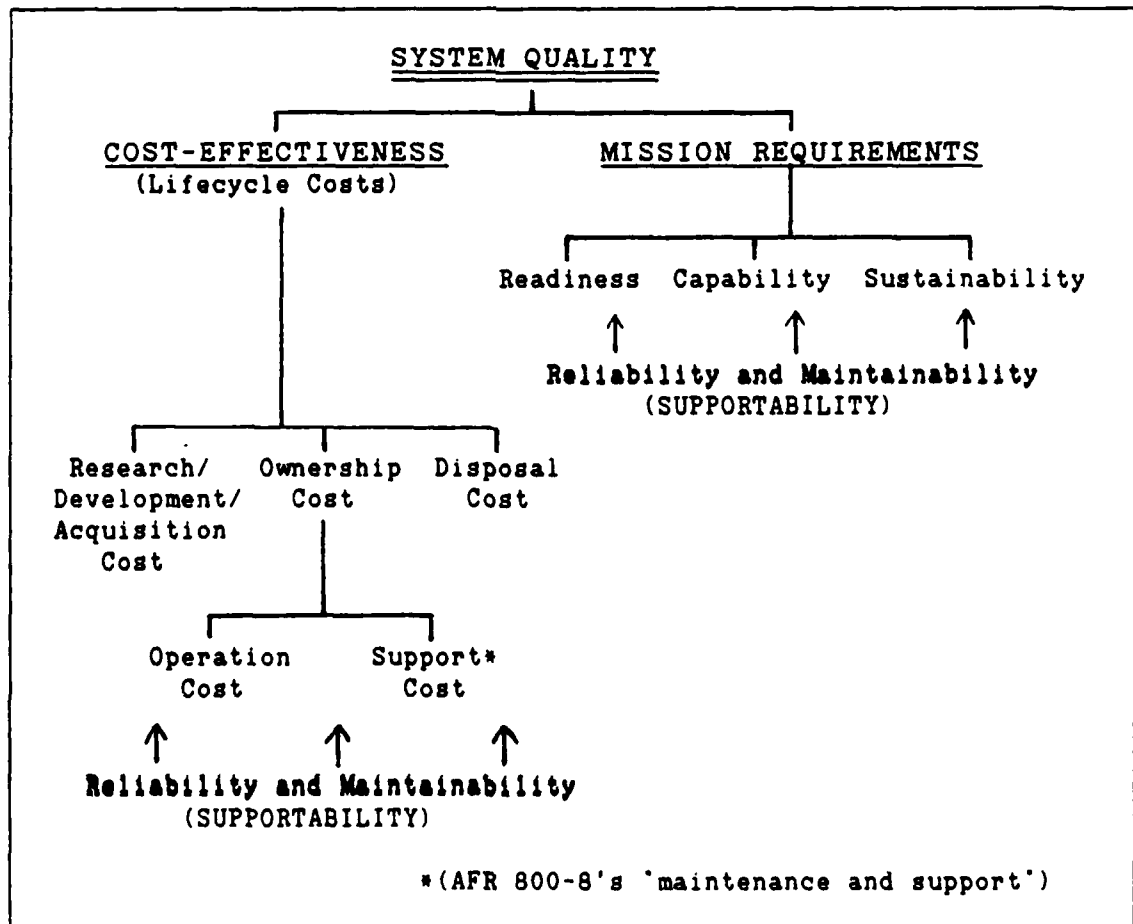 SYSTEM QUALITY
COST-EFFECTIVENESS
(Lifecycle Costs)
MISSION REQUIREMENTS
Readiness Capability Sustainability
Reliability and Maintainability
(SUPPORTABILITY)
Research/
Development/
Acquisition
Cost
Ownership
Cost
Disposal
Cost
Operation
Cost
Support*
Cost
Reliability and Maintainability
(SUPPORTABILITY)
*(AFR 800-8's "maintenance and support")